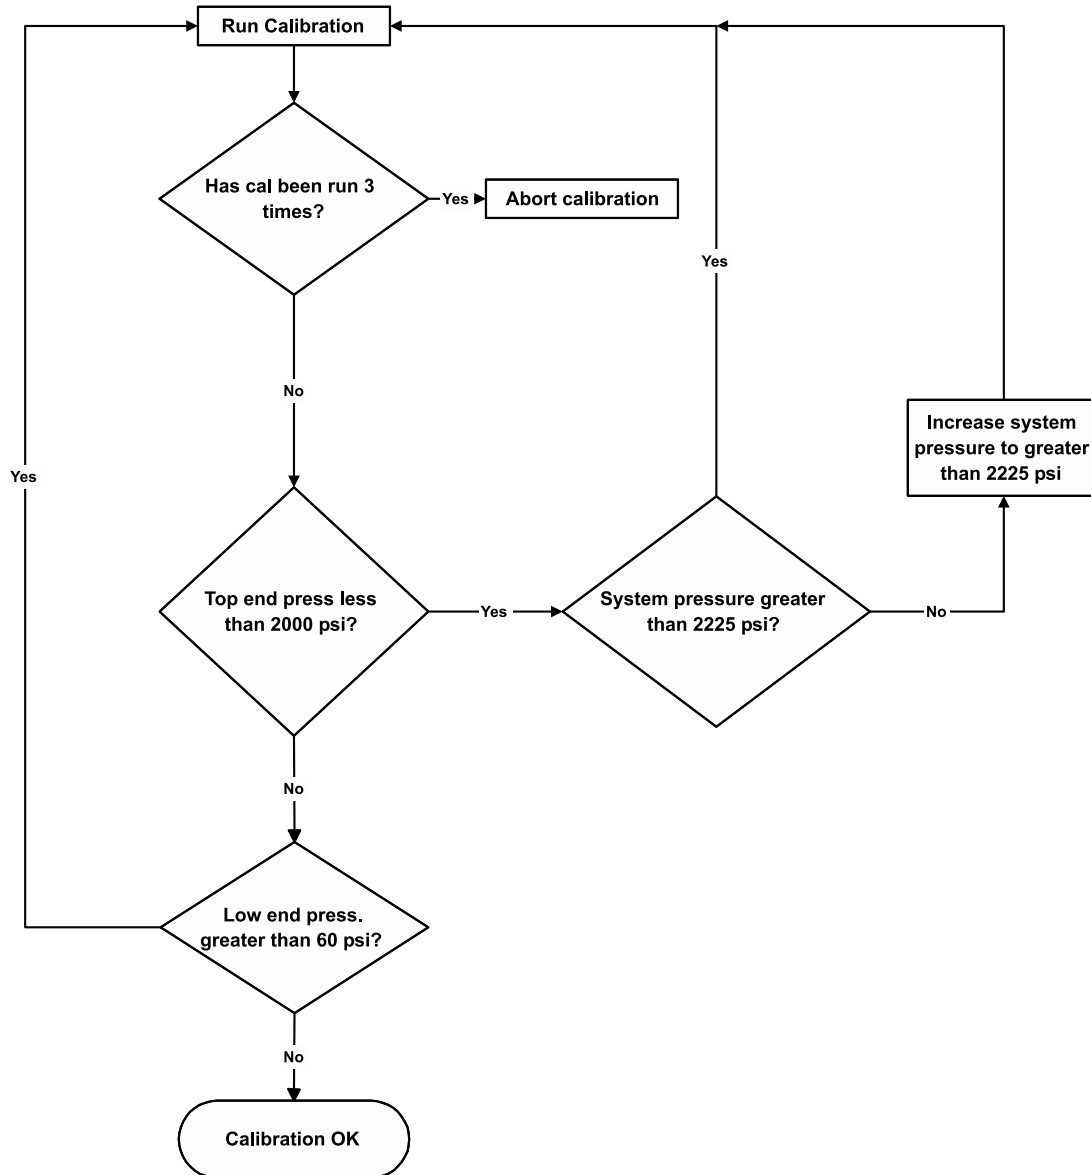 Run Calibration
Has cal been run 3
times?
Yes
Abort calibration
Yes
No
Increase system
pressure to greater
than 2225 psi
Yes
Top end press less
than 2000 psi?
Yes
System pressure greater
than 2225 psi?
No
No
Low end press.
greater than 60 psi?
No
Calibration OK